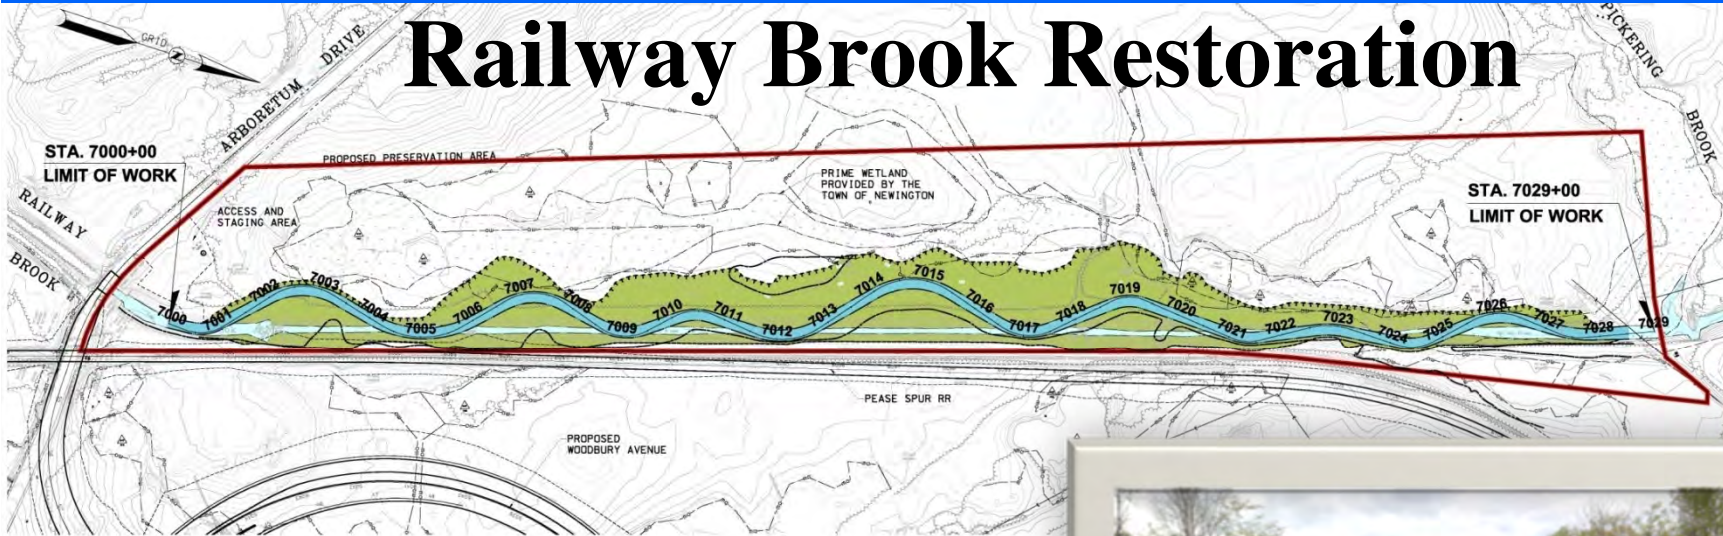 Railway Brook Restoration
GRID
ARBORETUM DRIVE
PICKERING
BROOK
STA. 7000+00
LIMIT OF WORK
RAILWAY
BROOK
PROPOSED PRESERVATION AREA
ACCESS AND
STAGING AREA
PRIME WETLAND
PROVIDED BY THE
TOWN OF NEWINGTON
STA. 7029+00
LIMIT OF WORK
7000
7001
7002
7003
7004
7005
7006
7007
7008
7009
7010
7011
7012
7013
7014
7015
7016
7017
7018
7019
7020
7021
7022
7023
7024
7025
7026
7027
7028
7029
PEASE SPUR RR
PROPOSED
WOODBURY AVENUE